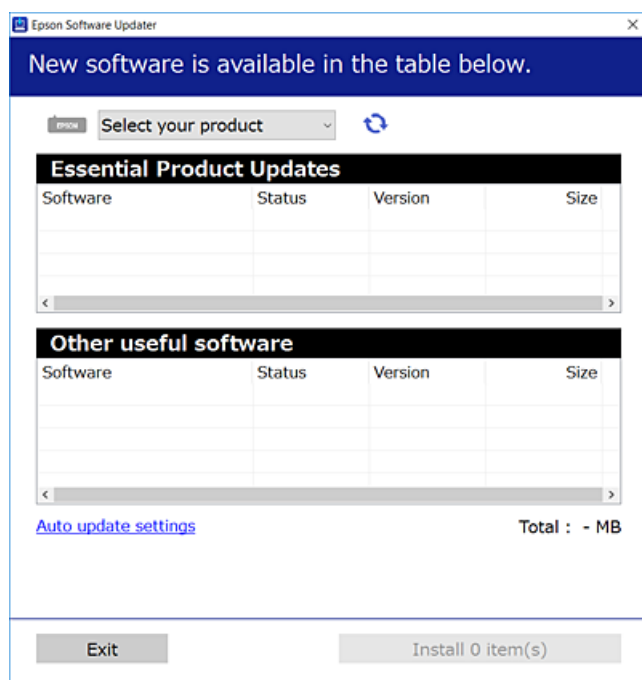 Epson Software Updater
New software is available in the table below.
EPSON Select your product
Essential Product Updates
Software Status Version Size
Other useful software
Software Status Version Size
Auto update settings Total : - MB
Exit Install 0 item(s)